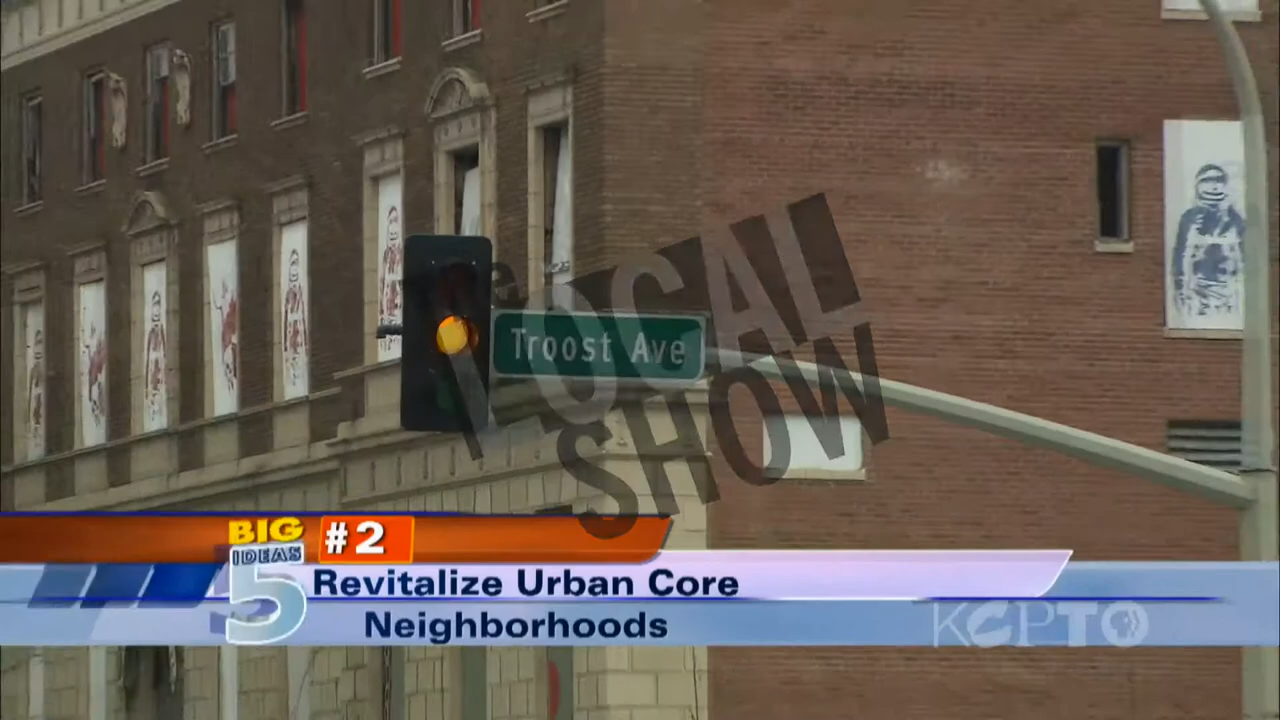 THE
LOCAL
SHOW
Troost Ave
BIG
IDEAS
5
#2
Revitalize Urban Core
Neighborhoods
KCPT